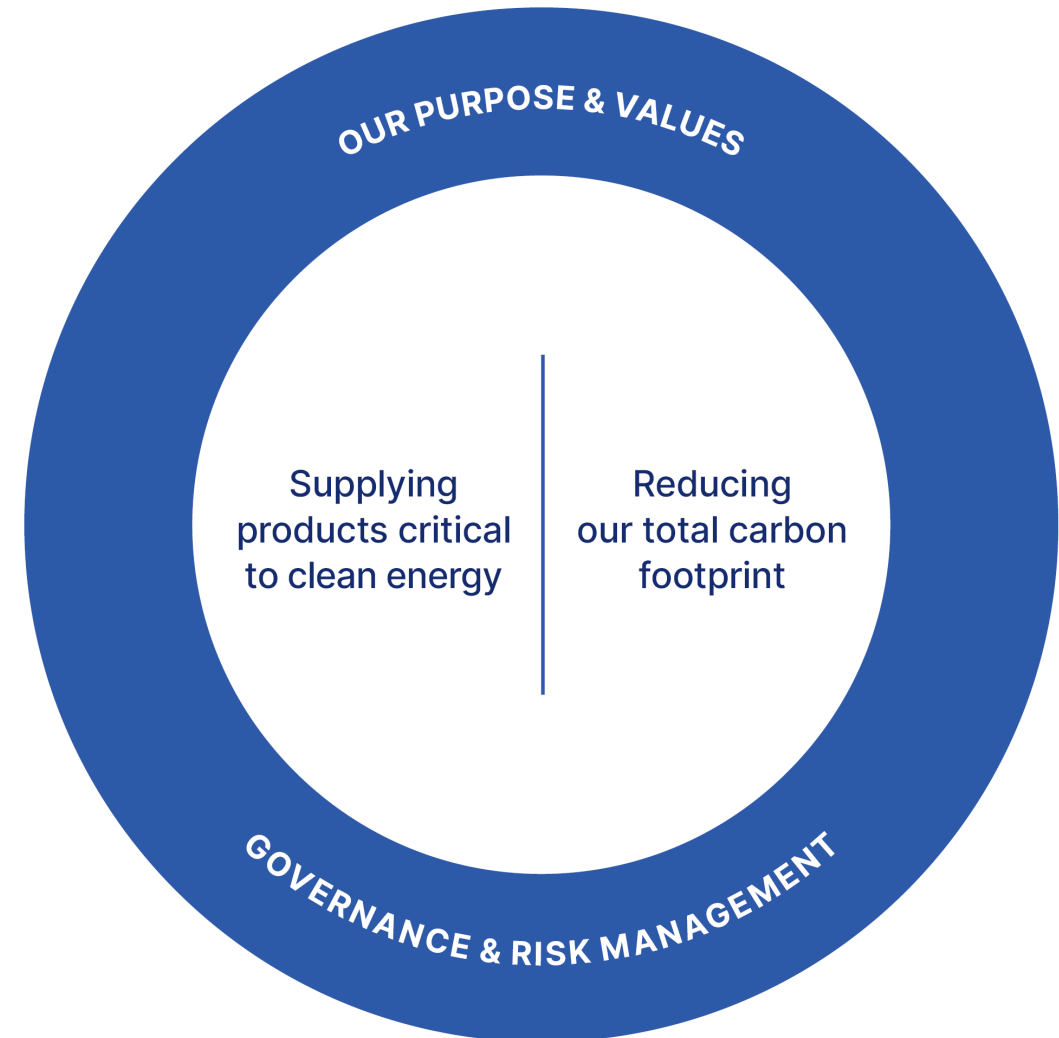 OUR PURPOSE & VALUES
Supplying
products critical
to clean energy
Reducing
our total carbon
footprint
GOVERNANCE & RISK MANAGEMENT